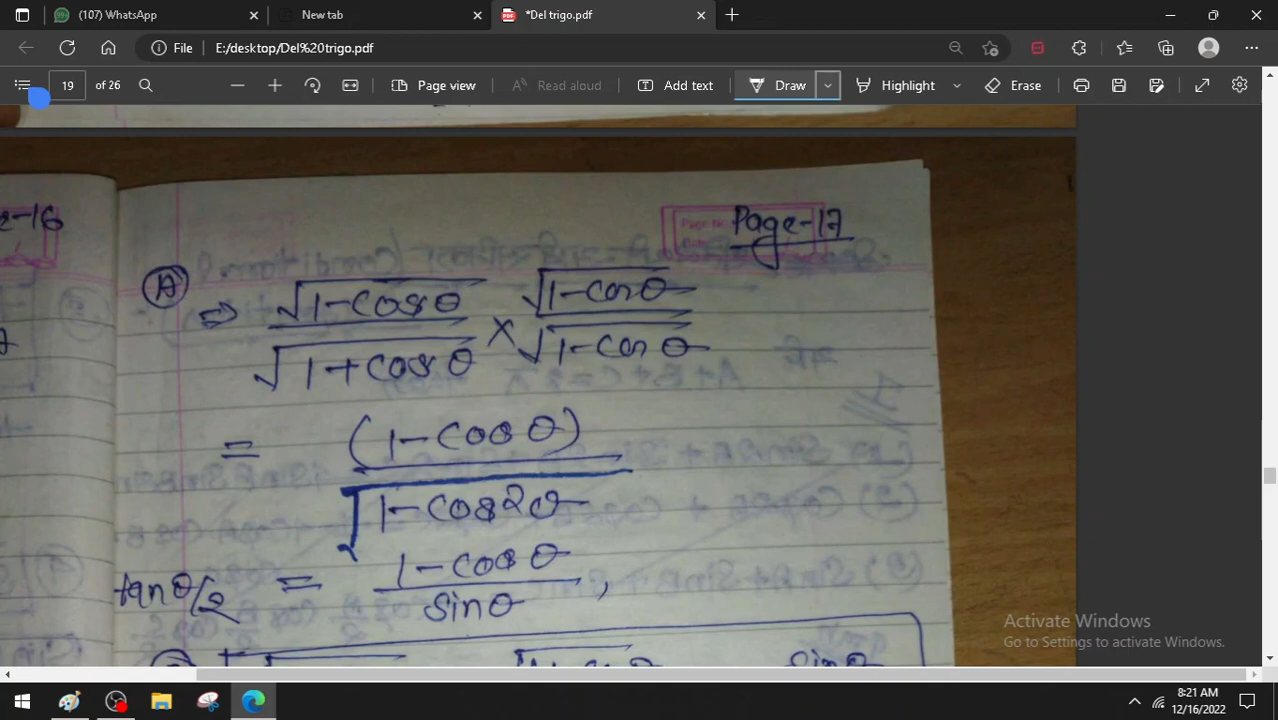 (107) WhatsApp
New tab
*Del trigo.pdf
File E:/desktop/Del%20trigo.pdf
19 of 26
Page view
Read aloud
Add text
Draw
Highlight
Erase
e-16
Page-17
(A) ⇒ √1-cosθ / √1+cosθ × √1-cosθ / √1-cosθ
= (1-cosθ) / √1-cos2θ
tanθ/2 = 1-cosθ / sinθ ,
Activate Windows
Go to Settings to activate Windows.
8:21 AM
12/16/2022